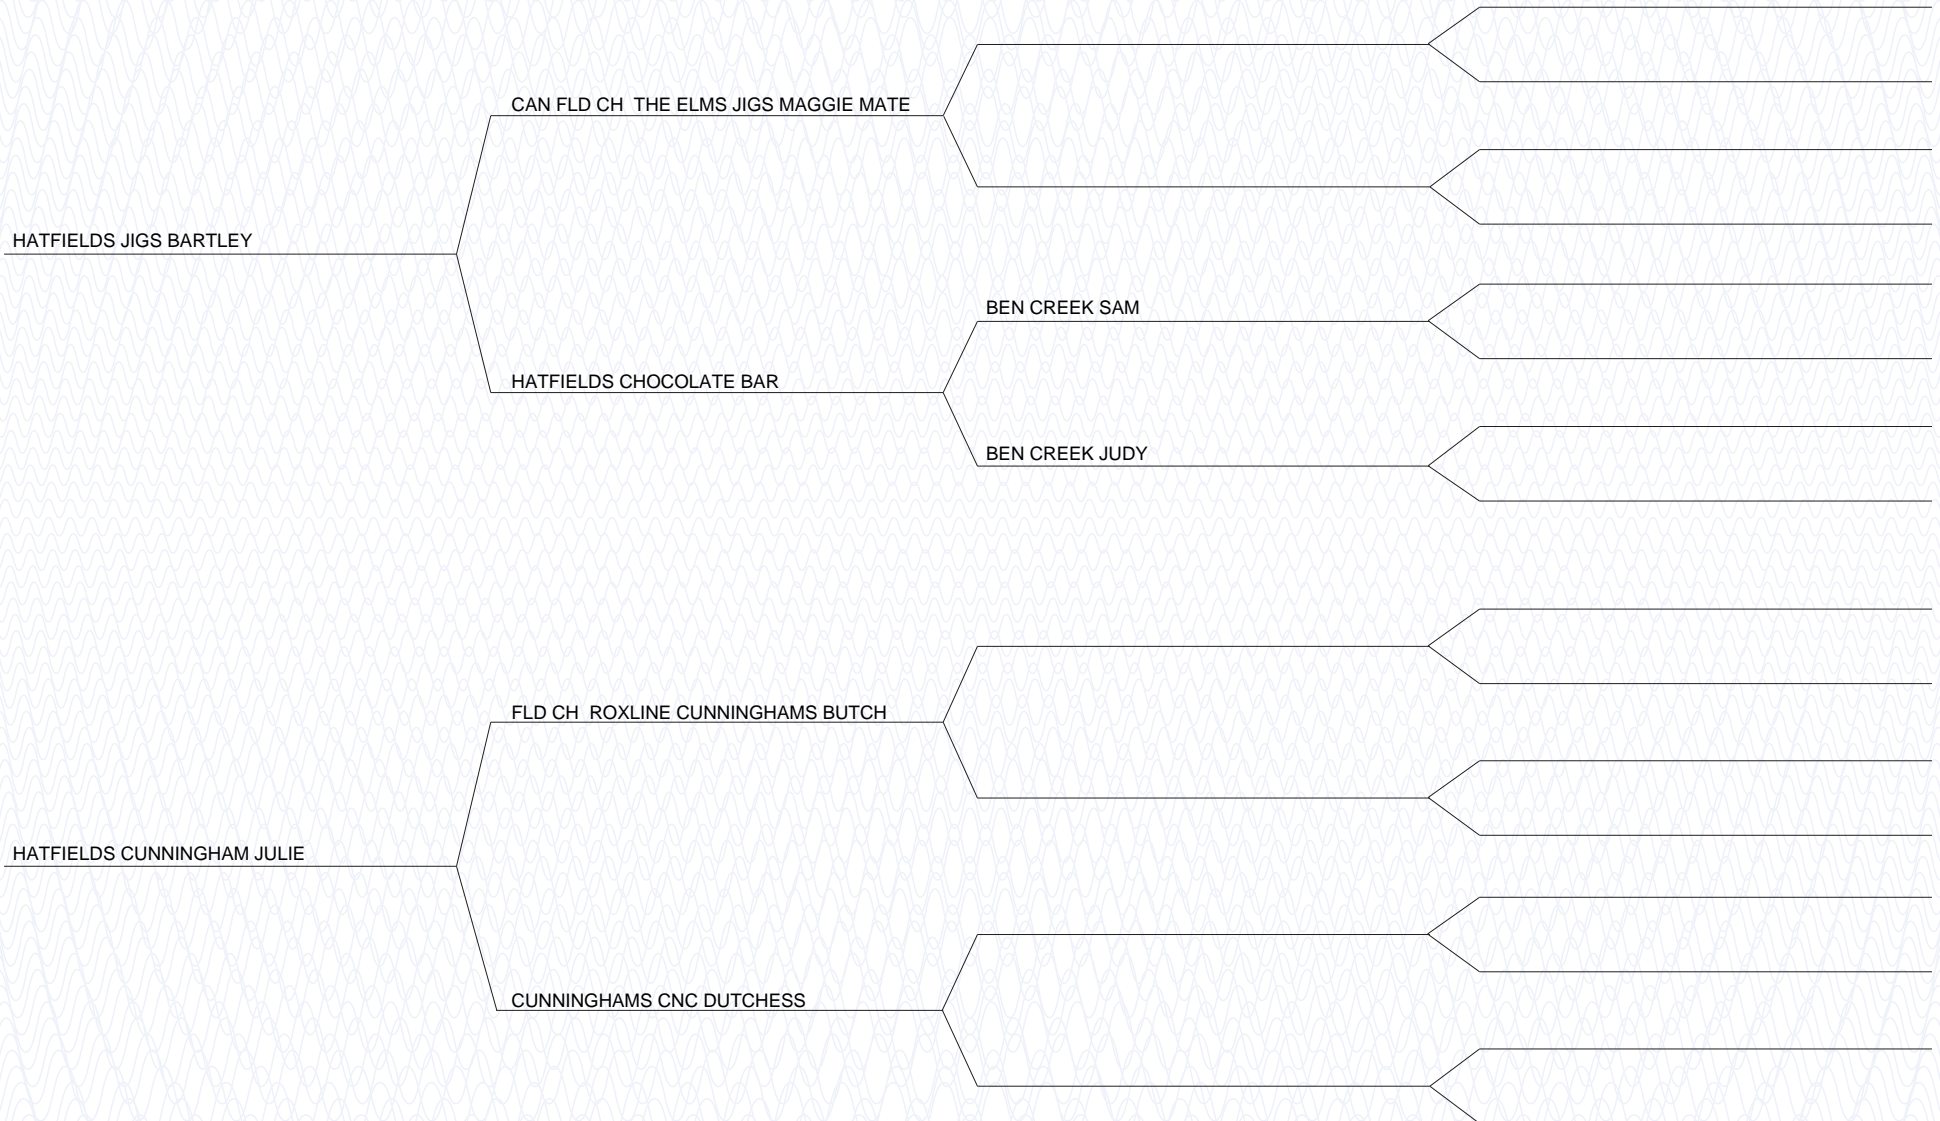 CAN FLD CH  THE ELMS JIGS MAGGIE MATE
HATFIELDS JIGS BARTLEY
BEN CREEK SAM
HATFIELDS CHOCOLATE BAR
BEN CREEK JUDY
FLD CH  ROXLINE CUNNINGHAMS BUTCH
HATFIELDS CUNNINGHAM JULIE
CUNNINGHAMS CNC DUTCHESS